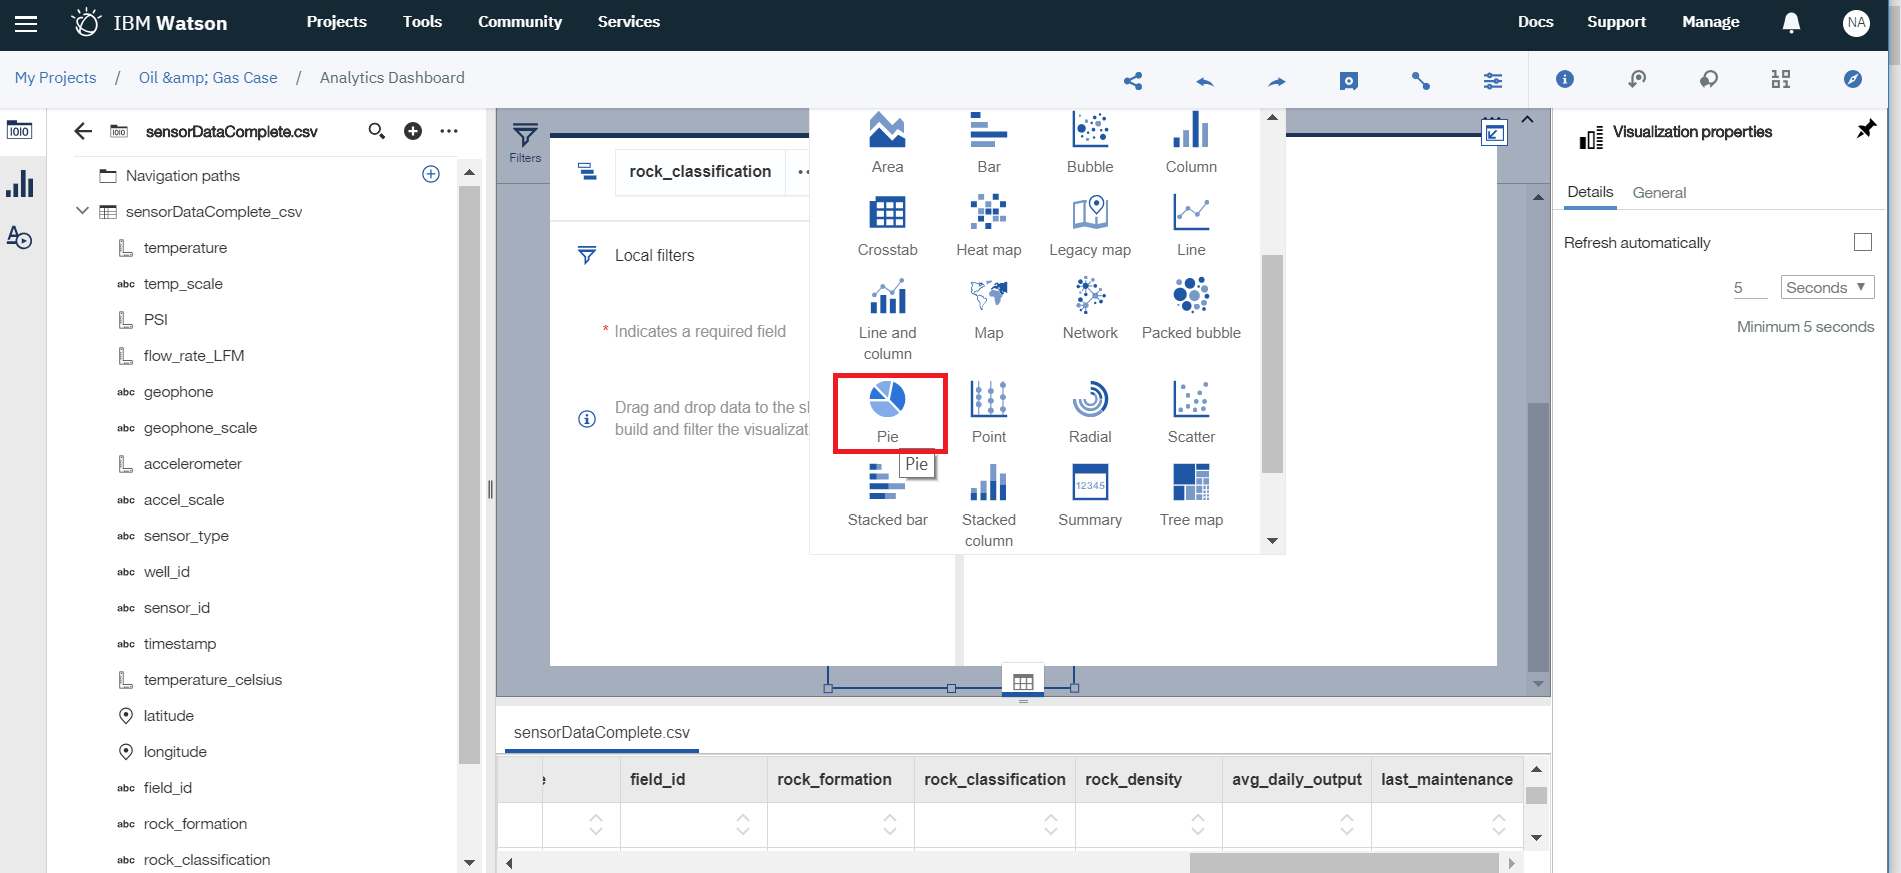 IBM Watson
Projects
Tools
Community
Services
Docs
Support
Manage
NA
My Projects / Oil &amp; Gas Case / Analytics Dashboard
IOIO
sensorDataComplete.csv
Navigation paths
sensorDataComplete_csv
temperature
abc temp_scale
PSI
flow_rate_LFM
abc geophone
abc geophone_scale
accelerometer
abc accel_scale
abc sensor_type
abc well_id
abc sensor_id
abc timestamp
temperature_celsius
latitude
longitude
abc field_id
abc rock_formation
abc rock_classification
Filters
rock_classification
Local filters
* Indicates a required field
Drag and drop data to the sl
build and filter the visualizat
Area
Bar
Bubble
Column
Crosstab
Heat map
Legacy map
Line
Line and
column
Map
Network
Packed bubble
Pie
Point
Radial
Scatter
Pie
Stacked bar
Stacked
column
12345
Summary
Tree map
Visualization properties
Details
General
Refresh automatically
5
Seconds
Minimum 5 seconds
sensorDataComplete.csv
field_id
rock_formation
rock_classification
rock_density
avg_daily_output
last_maintenance